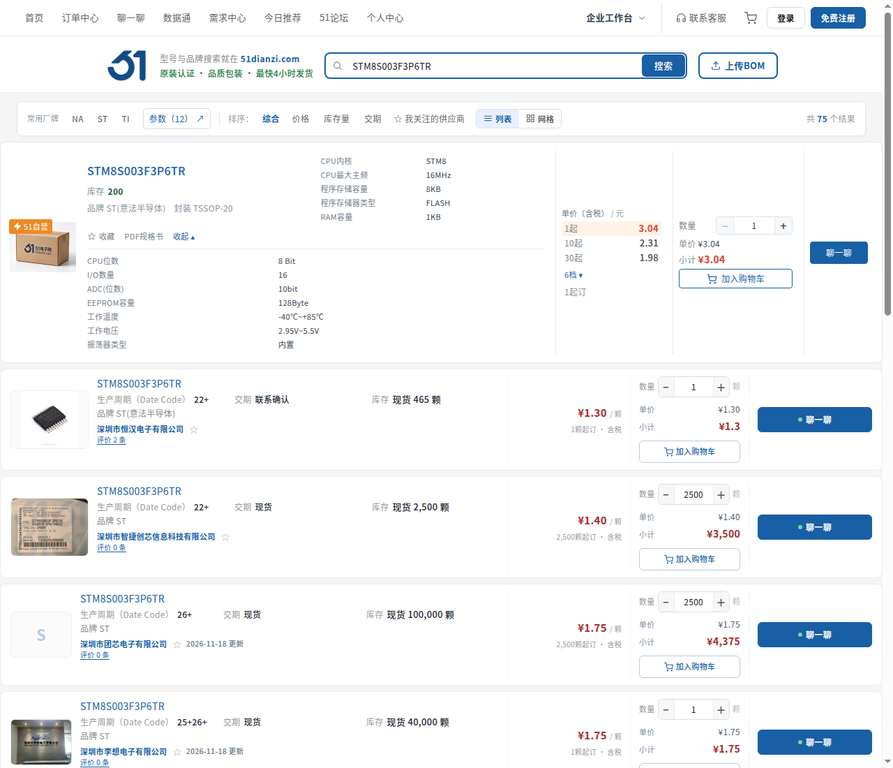 首页 订单中心 聊一聊 数据通 需求中心 今日推荐 51论坛 个人中心 企业工作台 联系客服 登录 免费注册
51 型号与品牌搜索就在 51dianzi.com
原装认证 · 品质包装 · 最快4小时发货
STM8S003F3P6TR 搜索 上传BOM
常用厂牌 NA ST TI 参数（12） ↗ 排序： 综合 价格 库存量 交期 ☆ 我关注的供应商 列表 网格 共 75 个结果
STM8S003F3P6TR
库存 200
品牌 ST(意法半导体) 封装 TSSOP-20
51自营
☆ 收藏 PDF规格书 收起 ▴
CPU内核 STM8
CPU最大主频 16MHz
程序存储容量 8KB
程序存储器类型 FLASH
RAM容量 1KB
CPU位数 8 Bit
I/O数量 16
ADC(位数) 10bit
EEPROM容量 128Byte
工作温度 -40℃~+85℃
工作电压 2.95V~5.5V
振荡器类型 内置
单价（含税） / 元
1起 3.04
10起 2.31
30起 1.98
6档 ▾
1起订
数量 − 1 +
单价 ¥3.04
小计 ¥3.04
加入购物车
聊一聊
STM8S003F3P6TR
生产周期（Date Code） 22+ 交期 联系确认 库存 现货 465 颗
品牌 ST(意法半导体)
深圳市恒汉电子有限公司 ☆
评价 2 条
¥1.30 / 颗
1颗起订 · 含税
数量 − 1 + 颗
单价 ¥1.30
小计 ¥1.3
加入购物车
聊一聊
STM8S003F3P6TR
生产周期（Date Code） 22+ 交期 现货 库存 现货 2,500 颗
品牌 ST
深圳市智捷创芯信息科技有限公司 ☆
评价 0 条
¥1.40 / 颗
2,500颗起订 · 含税
数量 − 2500 + 颗
单价 ¥1.40
小计 ¥3,500
加入购物车
聊一聊
S
STM8S003F3P6TR
生产周期（Date Code） 26+ 交期 现货 库存 现货 100,000 颗
品牌 ST
深圳市团芯电子有限公司 ☆ 2026-11-18 更新
评价 0 条
¥1.75 / 颗
2,500颗起订 · 含税
数量 − 2500 + 颗
单价 ¥1.75
小计 ¥4,375
加入购物车
聊一聊
STM8S003F3P6TR
生产周期（Date Code） 25+26+ 交期 现货 库存 现货 40,000 颗
品牌 ST
深圳市李想电子有限公司 ☆ 2026-11-18 更新
评价 0 条
¥1.75 / 颗
1颗起订 · 含税
数量 − 1 + 颗
单价 ¥1.75
小计 ¥1.75
聊一聊